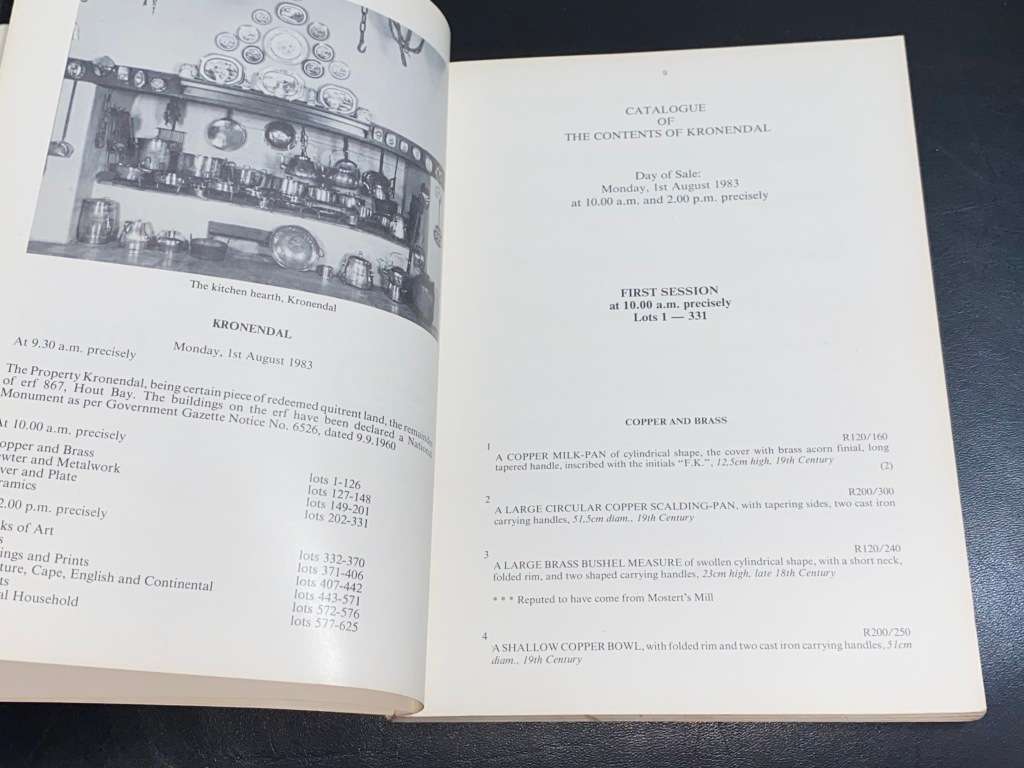 The kitchen hearth, Kronendal
KRONENDAL
At 9.30 a.m. precisely
Monday, 1st August 1983
The Property Kronendal, being certain piece of redeemed quitrent land, the remainder
of erf 867, Hout Bay. The buildings on the erf have been declared a National
Monument as per Government Gazette Notice No. 6526, dated 9.9.1960
At 10.00 a.m. precisely
opper and Brass lots 1-126
ewter and Metalwork lots 127-148
ver and Plate lots 149-201
ramics lots 202-331
2.00 p.m. precisely
ks of Art lots 332-370
s lots 371-406
ings and Prints lots 407-442
ture, Cape, English and Continental lots 443-571
ts lots 572-576
al Household lots 577-625
9
CATALOGUE
OF
THE CONTENTS OF KRONENDAL
Day of Sale:
Monday, 1st August 1983
at 10.00 a.m. and 2.00 p.m. precisely
FIRST SESSION
at 10.00 a.m. precisely
Lots 1 — 331
COPPER AND BRASS
1 R120/160
A COPPER MILK-PAN of cylindrical shape, the cover with brass acorn finial, long
tapered handle, inscribed with the initials "F.K.", 12,5cm high, 19th Century
(2)
2 R200/300
A LARGE CIRCULAR COPPER SCALDING-PAN, with tapering sides, two cast iron
carrying handles, 51,5cm diam., 19th Century
3 R120/240
A LARGE BRASS BUSHEL MEASURE of swollen cylindrical shape, with a short neck,
folded rim, and two shaped carrying handles, 23cm high, late 18th Century
* * * Reputed to have come from Mostert's Mill
4 R200/250
A SHALLOW COPPER BOWL, with folded rim and two cast iron carrying handles, 51cm
diam., 19th Century